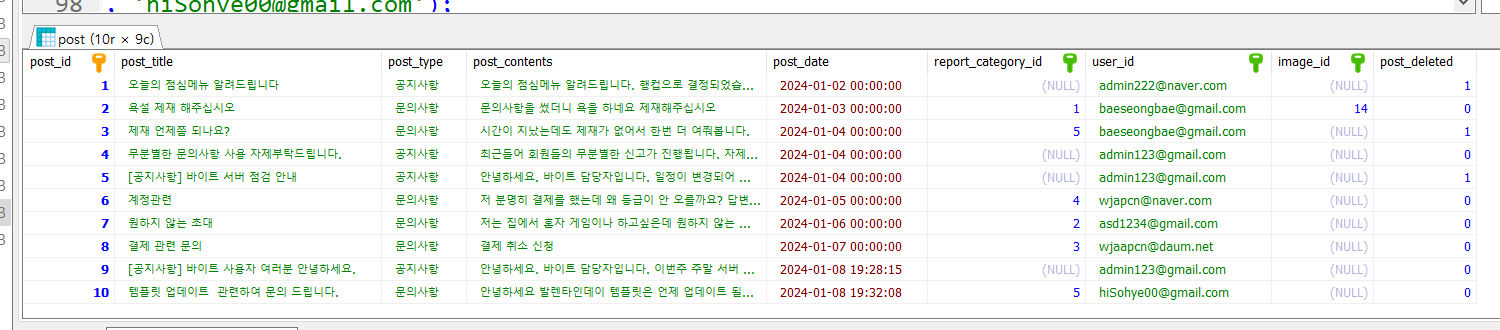 98 , 'hiSohye00@gmail.com');
post (10r × 9c)
post_id post_title post_type post_contents post_date report_category_id user_id image_id post_deleted
1 오늘의 점심메뉴 알려드립니다 공지사항 오늘의 점심메뉴 알려드립니다. 햄컵으로 결정되었습... 2024-01-02 00:00:00 (NULL) admin222@naver.com (NULL) 1
2 욕설 제재 해주십시오 문의사항 문의사항을 썼더니 욕을 하네요 제재해주십시오 2024-01-03 00:00:00 1 baeseongbae@gmail.com 14 0
3 제재 언제쯤 되나요? 문의사항 시간이 지났는데도 제재가 없어서 한번 더 여쭤봅니다. 2024-01-04 00:00:00 5 baeseongbae@gmail.com (NULL) 1
4 무분별한 문의사항 사용 자제부탁드립니다. 공지사항 최근들어 회원들의 무분별한 신고가 진행됩니다. 자제... 2024-01-04 00:00:00 (NULL) admin123@gmail.com (NULL) 0
5 [공지사항] 바이트 서버 점검 안내 공지사항 안녕하세요. 바이트 담당자입니다. 일정이 변경되어 ... 2024-01-04 00:00:00 (NULL) admin123@gmail.com (NULL) 1
6 계정관련 문의사항 저 분명히 결제를 했는데 왜 등급이 안 오를까요? 답변... 2024-01-05 00:00:00 4 wjapcn@naver.com (NULL) 0
7 원하지 않는 초대 문의사항 저는 집에서 혼자 게임이나 하고싶은데 원하지 않는 ... 2024-01-06 00:00:00 2 asd1234@gmail.com (NULL) 0
8 결제 관련 문의 문의사항 결제 취소 신청 2024-01-07 00:00:00 3 wjaapcn@daum.net (NULL) 0
9 [공지사항] 바이트 사용자 여러분 안녕하세요. 공지사항 안녕하세요. 바이트 담당자입니다. 이번주 주말 서버 ... 2024-01-08 19:28:15 (NULL) admin123@gmail.com (NULL) 0
10 템플릿 업데이트 관련하여 문의 드립니다. 문의사항 안녕하세요 발렌타인데이 템플릿은 언제 업데이트 될... 2024-01-08 19:32:08 5 hiSohye00@gmail.com (NULL) 0